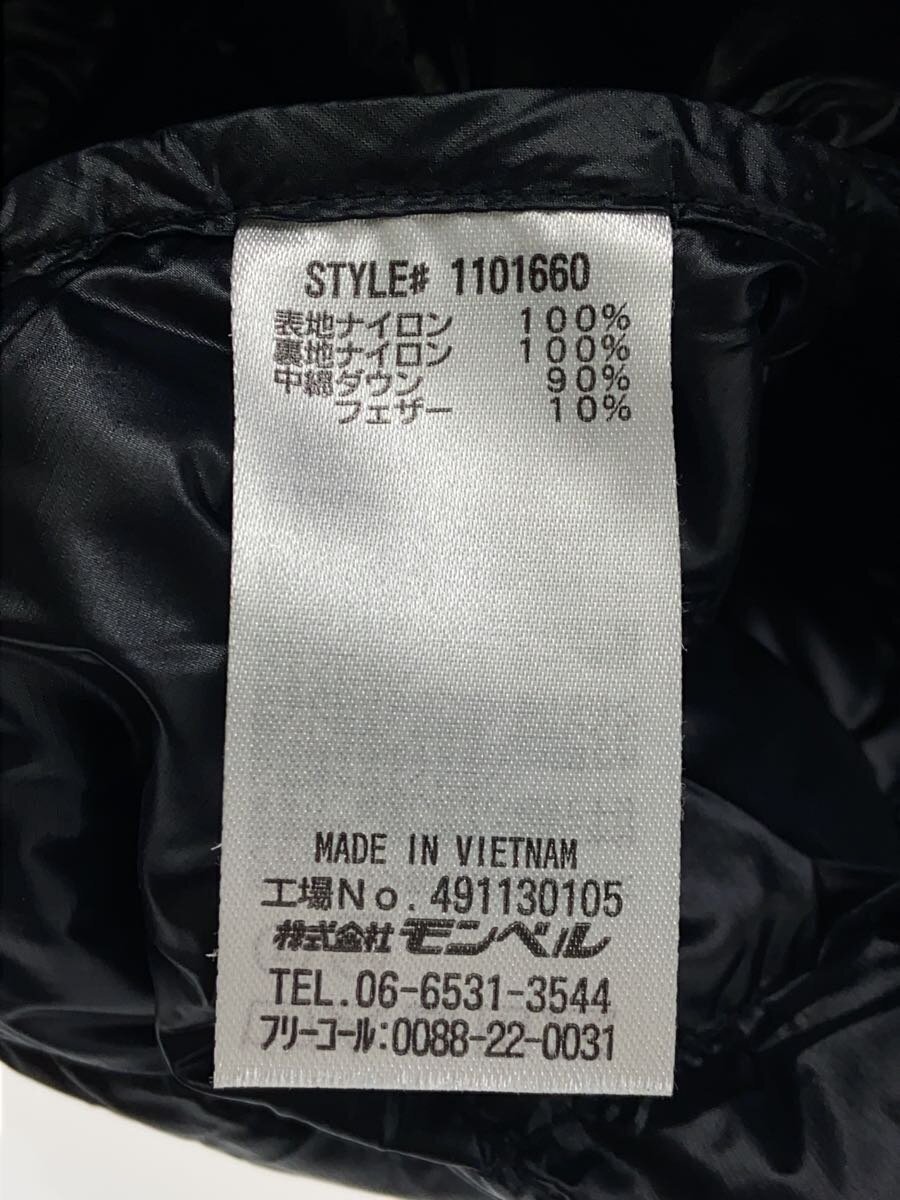 STYLE# 1101660
表地ナイロン 100%
裏地ナイロン 100%
中綿ダウン 90%
フェザー 10%
MADE IN VIETNAM
工場No. 491130105
株式会社 モンベル
TEL.06-6531-3544
フリーコール:0088-22-0031